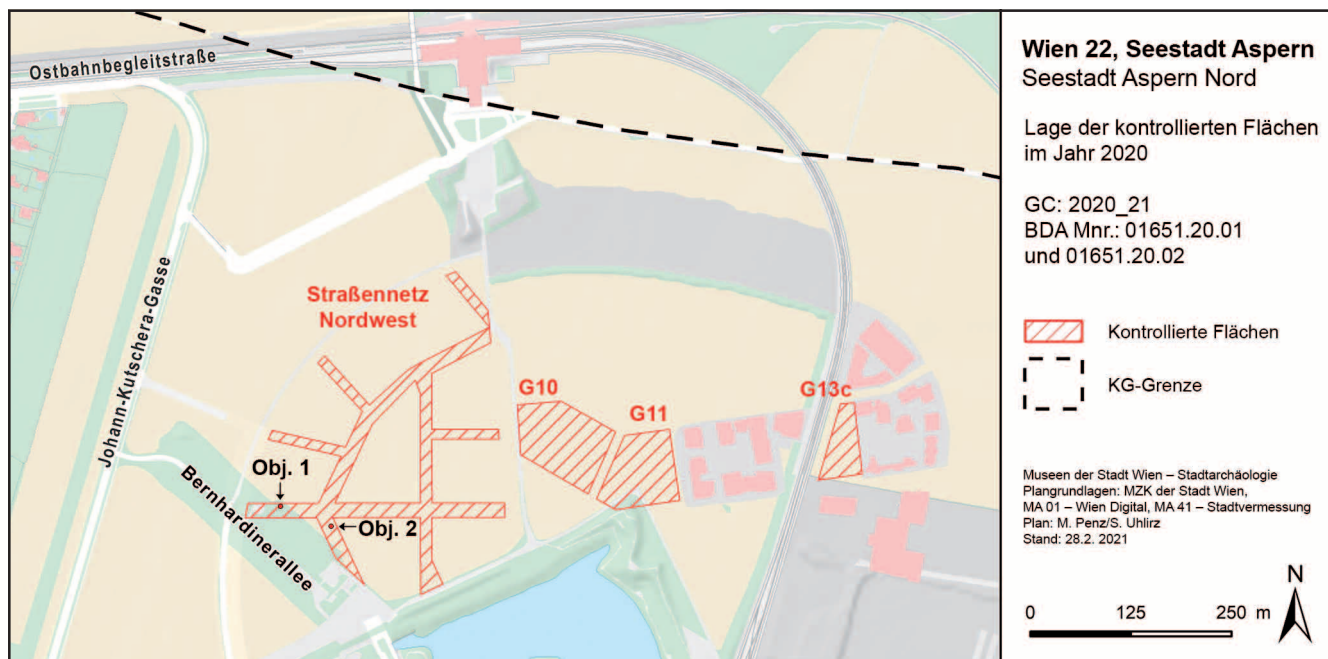 Ostbahnbegleitstraße
Johann-Kutschera-Gasse
Bernhardinerallee
Straßennetz
Nordwest
G10
G11
G13c
Obj. 1
Obj. 2
Wien 22, Seestadt Aspern
Seestadt Aspern Nord
Lage der kontrollierten Flächen
im Jahr 2020
GC: 2020_21
BDA Mnr.: 01651.20.01
und 01651.20.02
Kontrollierte Flächen
KG-Grenze
Museen der Stadt Wien – Stadtarchäologie
Plangrundlagen: MZK der Stadt Wien,
MA 01 – Wien Digital, MA 41 – Stadtvermessung
Plan: M. Penz/S. Uhlirz
Stand: 28.2. 2021
N
0 125 250 m